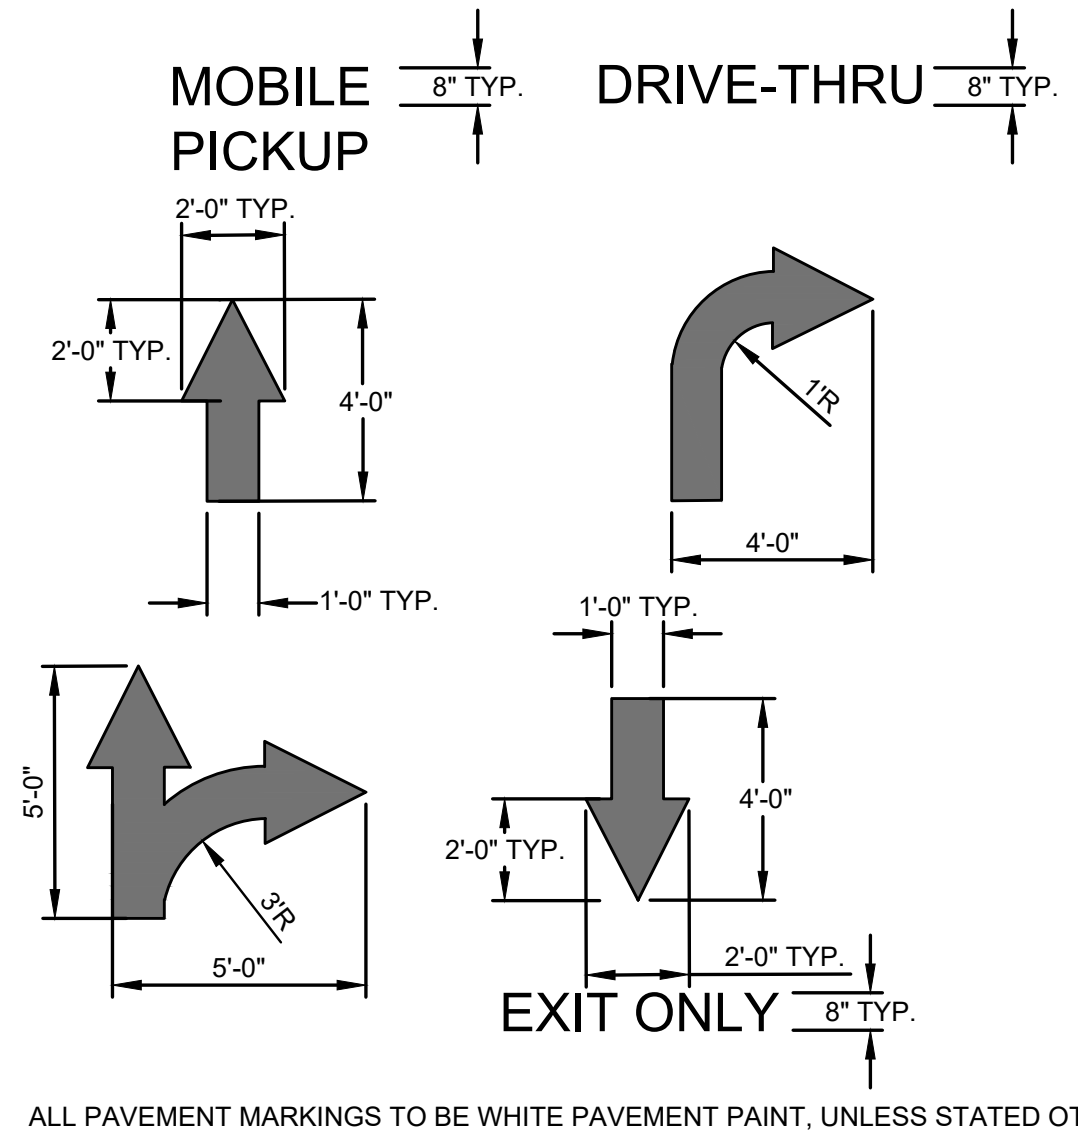 MOBILE
PICKUP
8" TYP.
DRIVE-THRU
8" TYP.
2'-0" TYP.
2'-0" TYP.
4'-0"
1'-0" TYP.
1'R
4'-0"
5'-0"
3'R
5'-0"
1'-0" TYP.
4'-0"
2'-0" TYP.
2'-0" TYP.
EXIT ONLY
8" TYP.
ALL PAVEMENT MARKINGS TO BE WHITE PAVEMENT PAINT, UNLESS STATED